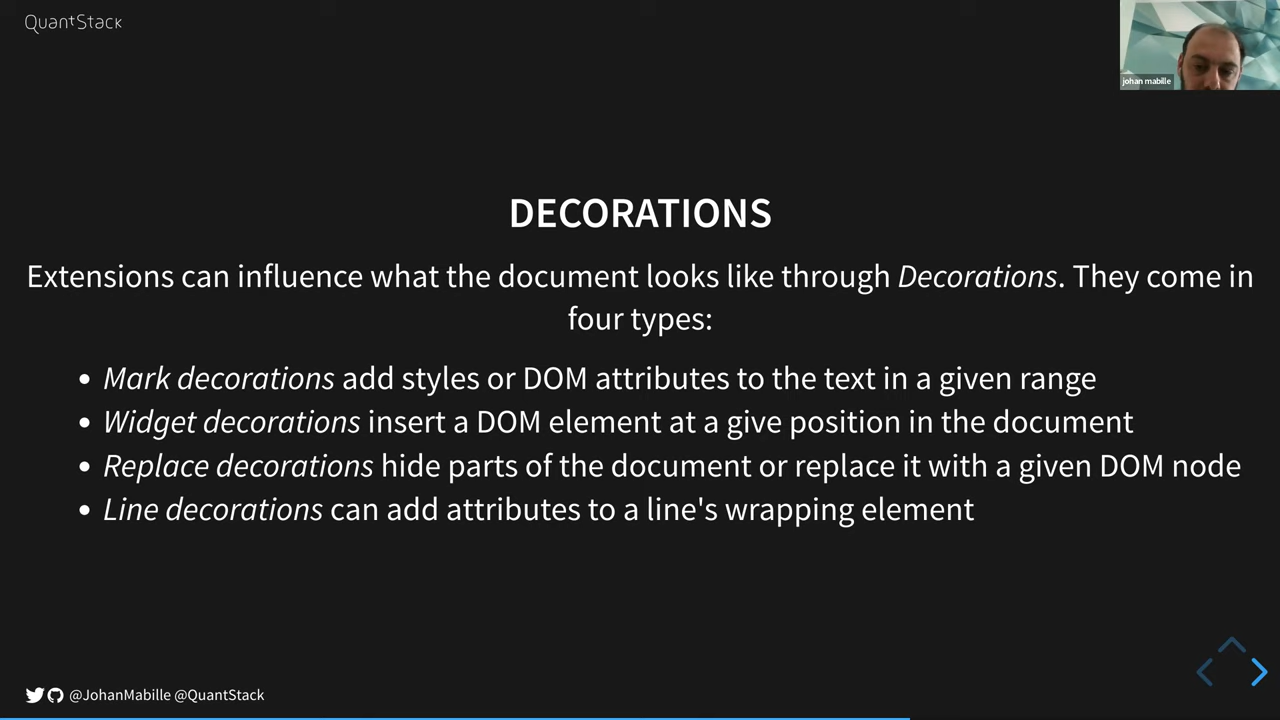 QuantStack
johan mabille
DECORATIONS
Extensions can influence what the document looks like through Decorations. They come in
four types:
• Mark decorations add styles or DOM attributes to the text in a given range
• Widget decorations insert a DOM element at a give position in the document
• Replace decorations hide parts of the document or replace it with a given DOM node
• Line decorations can add attributes to a line's wrapping element
@JohanMabille @QuantStack